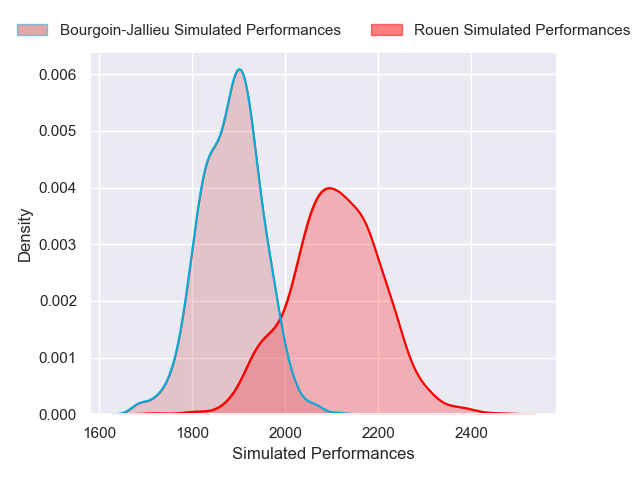 Bourgoin-Jallieu Simulated Performances Rouen Simulated Performances
0.006
0.005
0.004
0.003
0.002
0.001
0.000
Density
1600 1800 2000 2200 2400
Simulated Performances